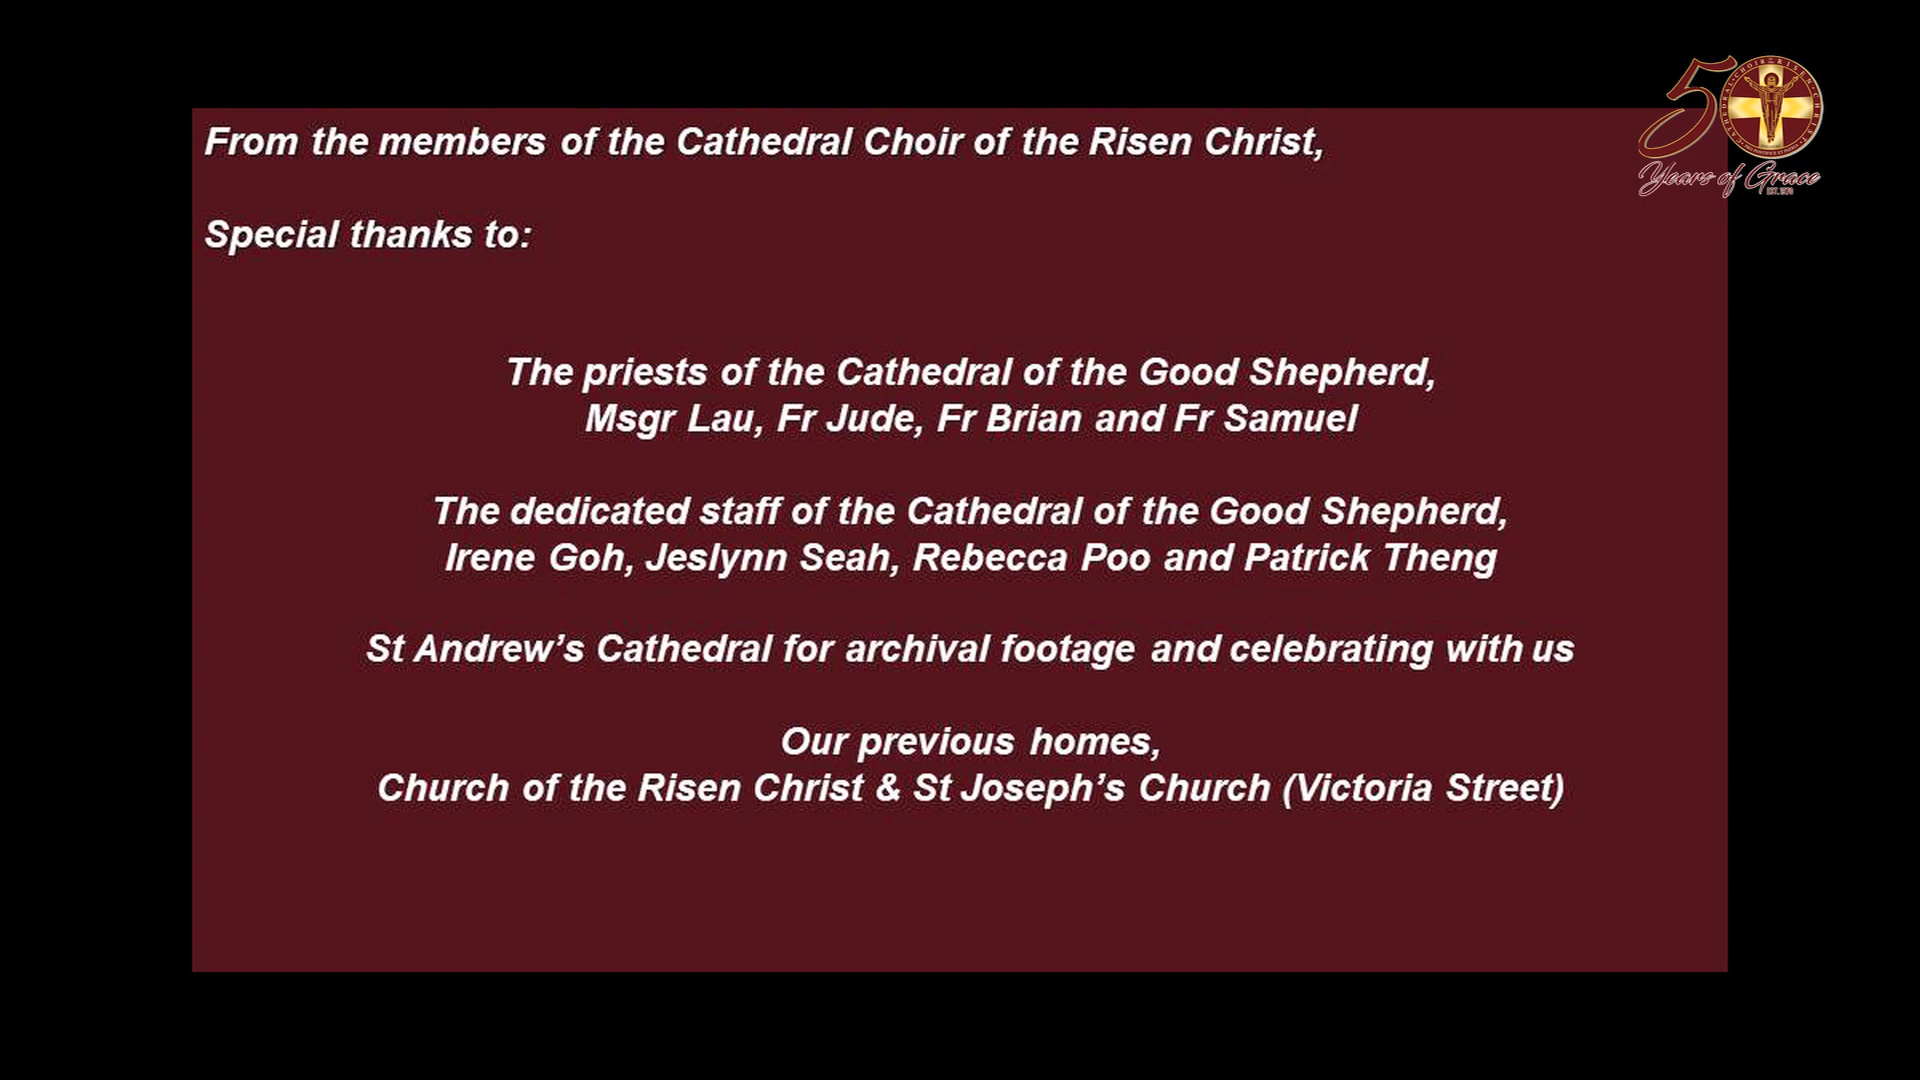 50
Years of Grace
EST. 1970
From the members of the Cathedral Choir of the Risen Christ,
Special thanks to:
The priests of the Cathedral of the Good Shepherd,
Msgr Lau, Fr Jude, Fr Brian and Fr Samuel
The dedicated staff of the Cathedral of the Good Shepherd,
Irene Goh, Jeslynn Seah, Rebecca Poo and Patrick Theng
St Andrew’s Cathedral for archival footage and celebrating with us
Our previous homes,
Church of the Risen Christ & St Joseph’s Church (Victoria Street)